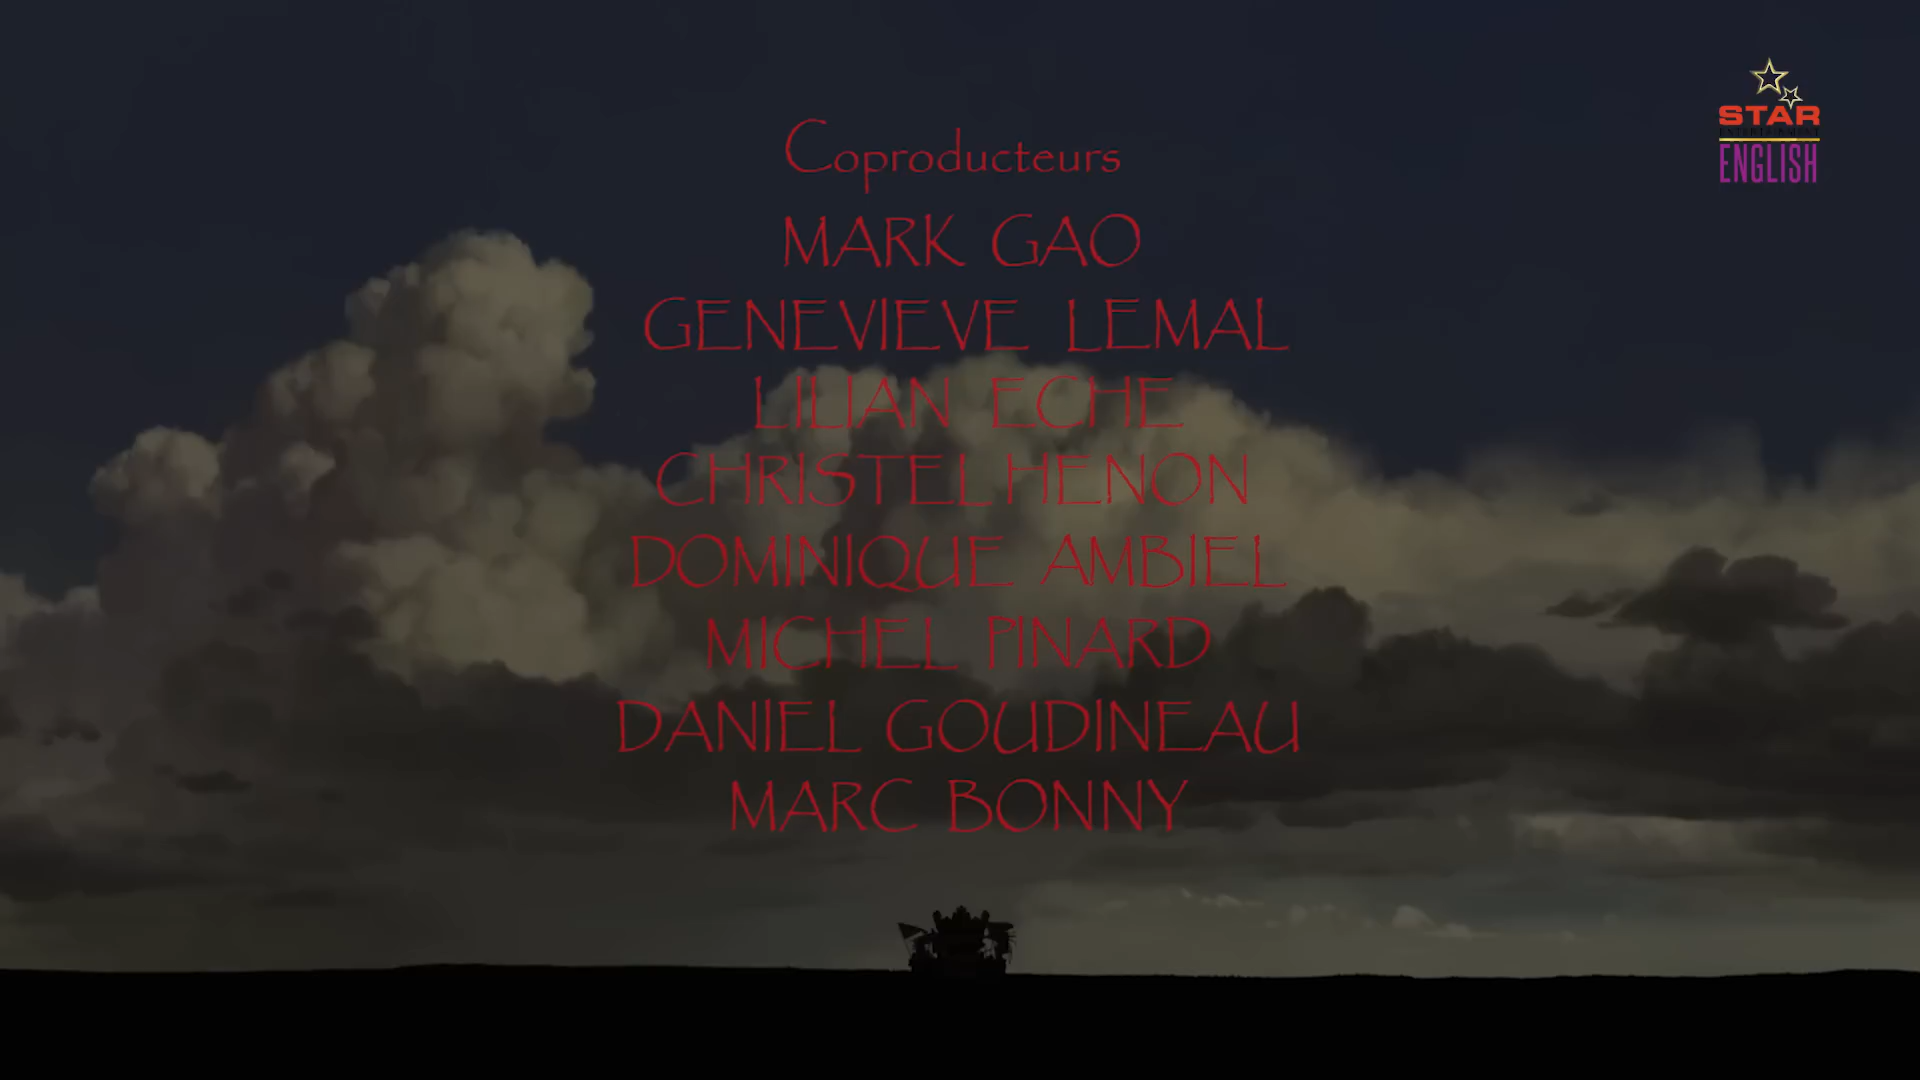 Coproducteurs
MARK GAO
GENEVIEVE LEMAL
LILIAN ECHE
CHRISTEL HENON
DOMINIQUE AMBIEL
MICHEL PINARD
DANIEL GOUDINEAU
MARC BONNY
STAR
ENTERTAINMENT
ENGLISH